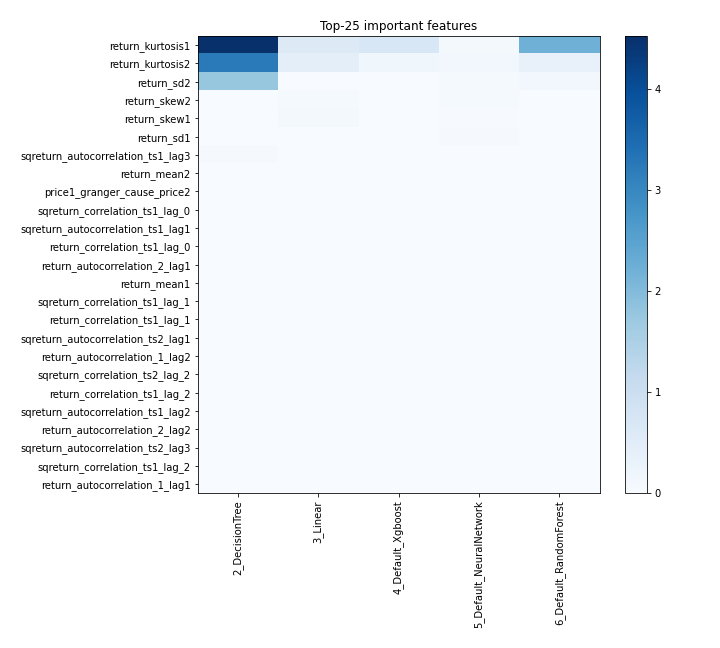 Top-25 important features
return_kurtosis1
return_kurtosis2
return_sd2
return_skew2
return_skew1
return_sd1
sqreturn_autocorrelation_ts1_lag3
return_mean2
price1_granger_cause_price2
sqreturn_correlation_ts1_lag_0
sqreturn_autocorrelation_ts1_lag1
return_correlation_ts1_lag_0
return_autocorrelation_2_lag1
return_mean1
sqreturn_correlation_ts1_lag_1
return_correlation_ts1_lag_1
sqreturn_autocorrelation_ts2_lag1
return_autocorrelation_1_lag2
sqreturn_correlation_ts2_lag_2
return_correlation_ts1_lag_2
sqreturn_autocorrelation_ts1_lag2
return_autocorrelation_2_lag2
sqreturn_autocorrelation_ts2_lag3
sqreturn_correlation_ts1_lag_2
return_autocorrelation_1_lag1
2_DecisionTree
3_Linear
4_Default_Xgboost
5_Default_NeuralNetwork
6_Default_RandomForest
4
3
2
1
0